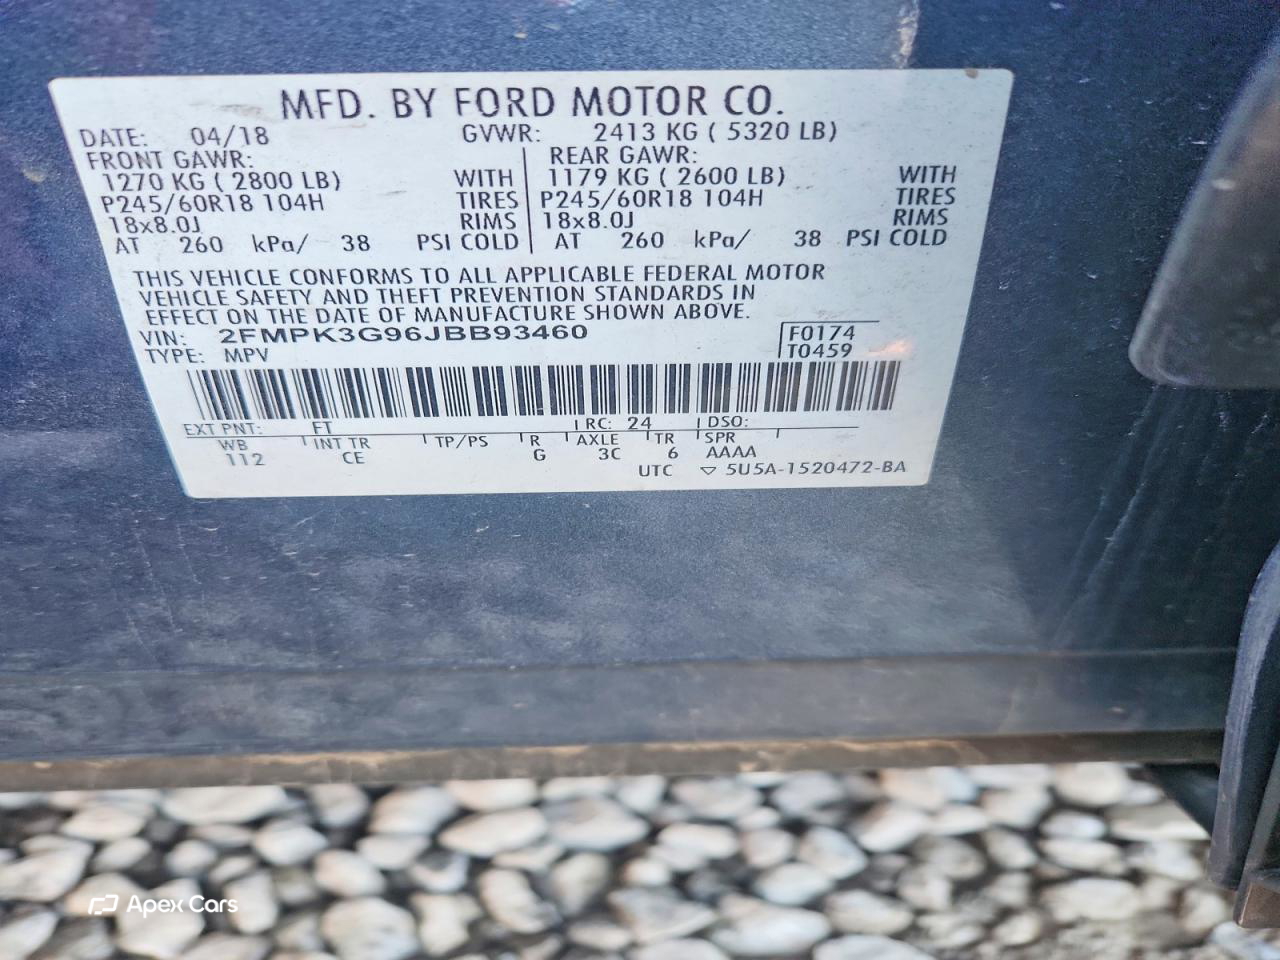 MFD. BY FORD MOTOR CO.
DATE: 04/18 GVWR: 2413 KG ( 5320 LB)
FRONT GAWR: REAR GAWR:
1270 KG ( 2800 LB) WITH 1179 KG ( 2600 LB) WITH
P245/60R18 104H TIRES P245/60R18 104H TIRES
18x8.0J RIMS 18x8.0J RIMS
AT 260 kPa/ 38 PSI COLD AT 260 kPa/ 38 PSI COLD
THIS VEHICLE CONFORMS TO ALL APPLICABLE FEDERAL MOTOR
VEHICLE SAFETY AND THEFT PREVENTION STANDARDS IN
EFFECT ON THE DATE OF MANUFACTURE SHOWN ABOVE.
VIN: 2FMPK3G96JBB93460 F0174
TYPE: MPV T0459
EXT PNT: FT RC: 24 DSO:
WB INT TR TP/PS R AXLE TR SPR
112 CE G 3C 6 AAAA
UTC ▽ 5U5A-1520472-BA
Apex Cars